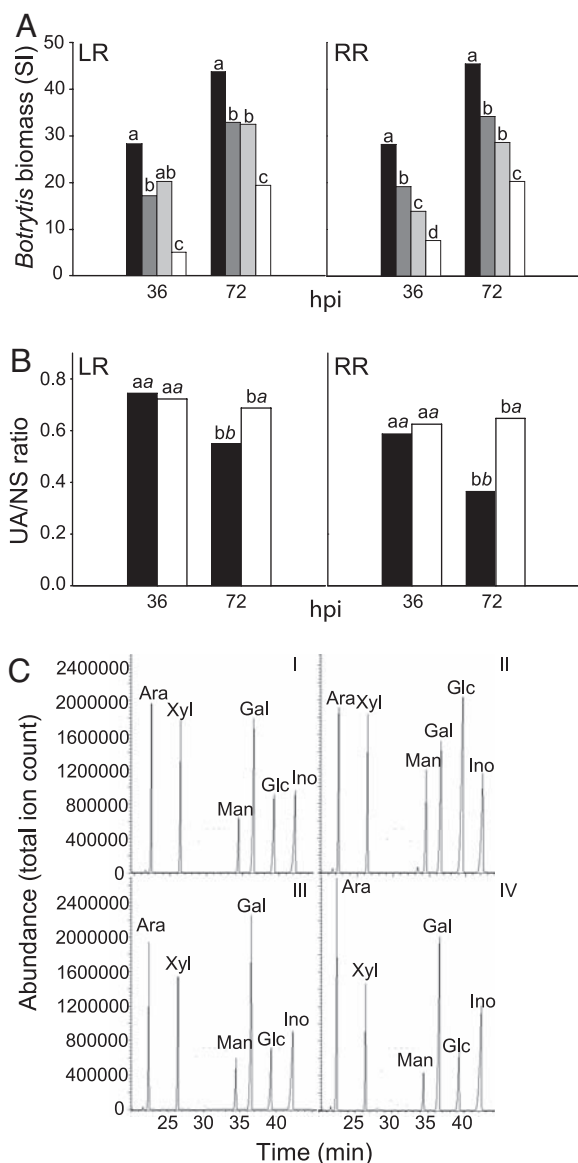 A
LR
RR
Botrytis biomass (SI)
50
40
30
20
10
0
a
b
ab
c
a
b
b
c
a
b
c
d
a
b
b
c
36
72
hpi
36
72
B
LR
RR
UA/NS ratio
0.8
0.6
0.4
0.2
0.0
aa
aa
bb
ba
aa
aa
bb
ba
36
72
hpi
36
72
C
Abundance (total ion count)
2400000
2000000
1600000
1200000
800000
400000
0
I
Ara
Xyl
Man
Gal
Glc
Ino
II
Ara
Xyl
Man
Gal
Glc
Ino
2400000
2000000
1600000
1200000
800000
400000
0
III
Ara
Xyl
Man
Gal
Glc
Ino
IV
Ara
Xyl
Man
Gal
Glc
Ino
25
30
35
40
25
30
35
40
Time (min)